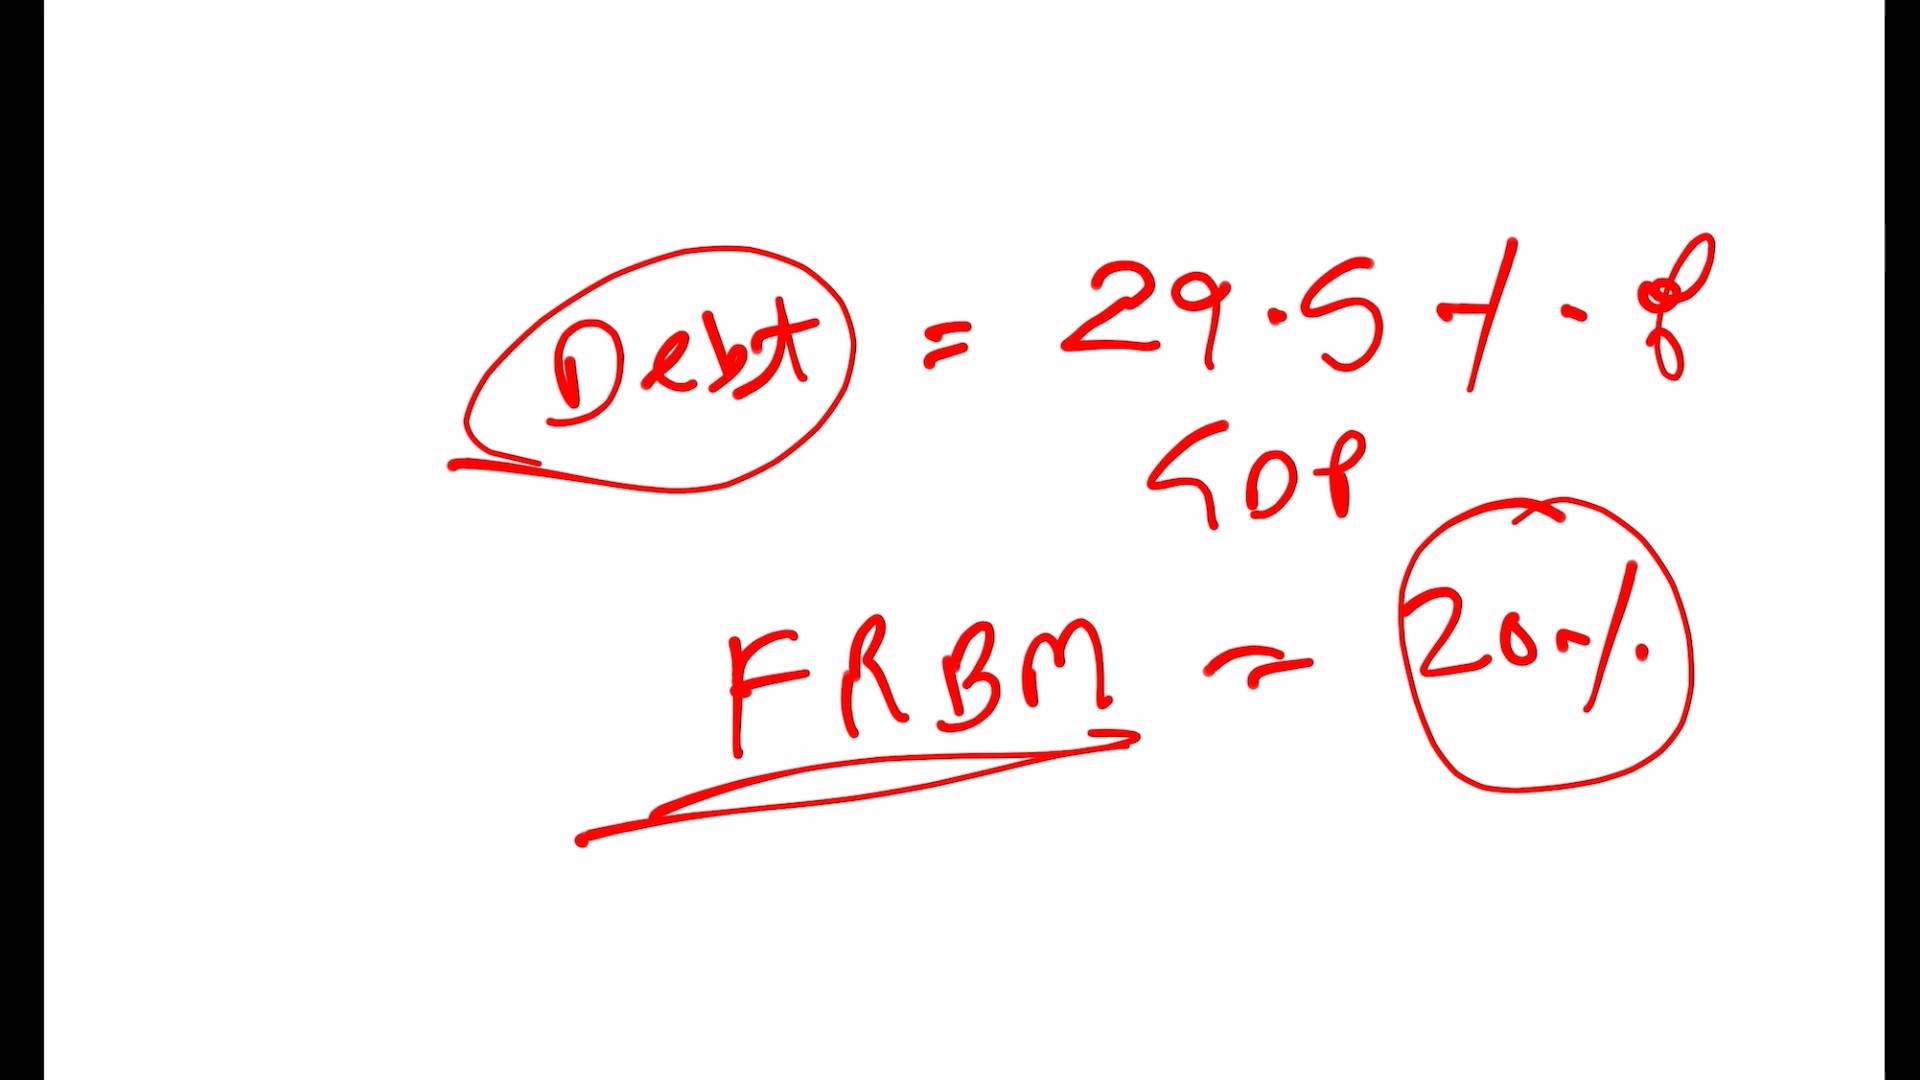 Debt = 29.5 % of
GDP
FRBM = 20%